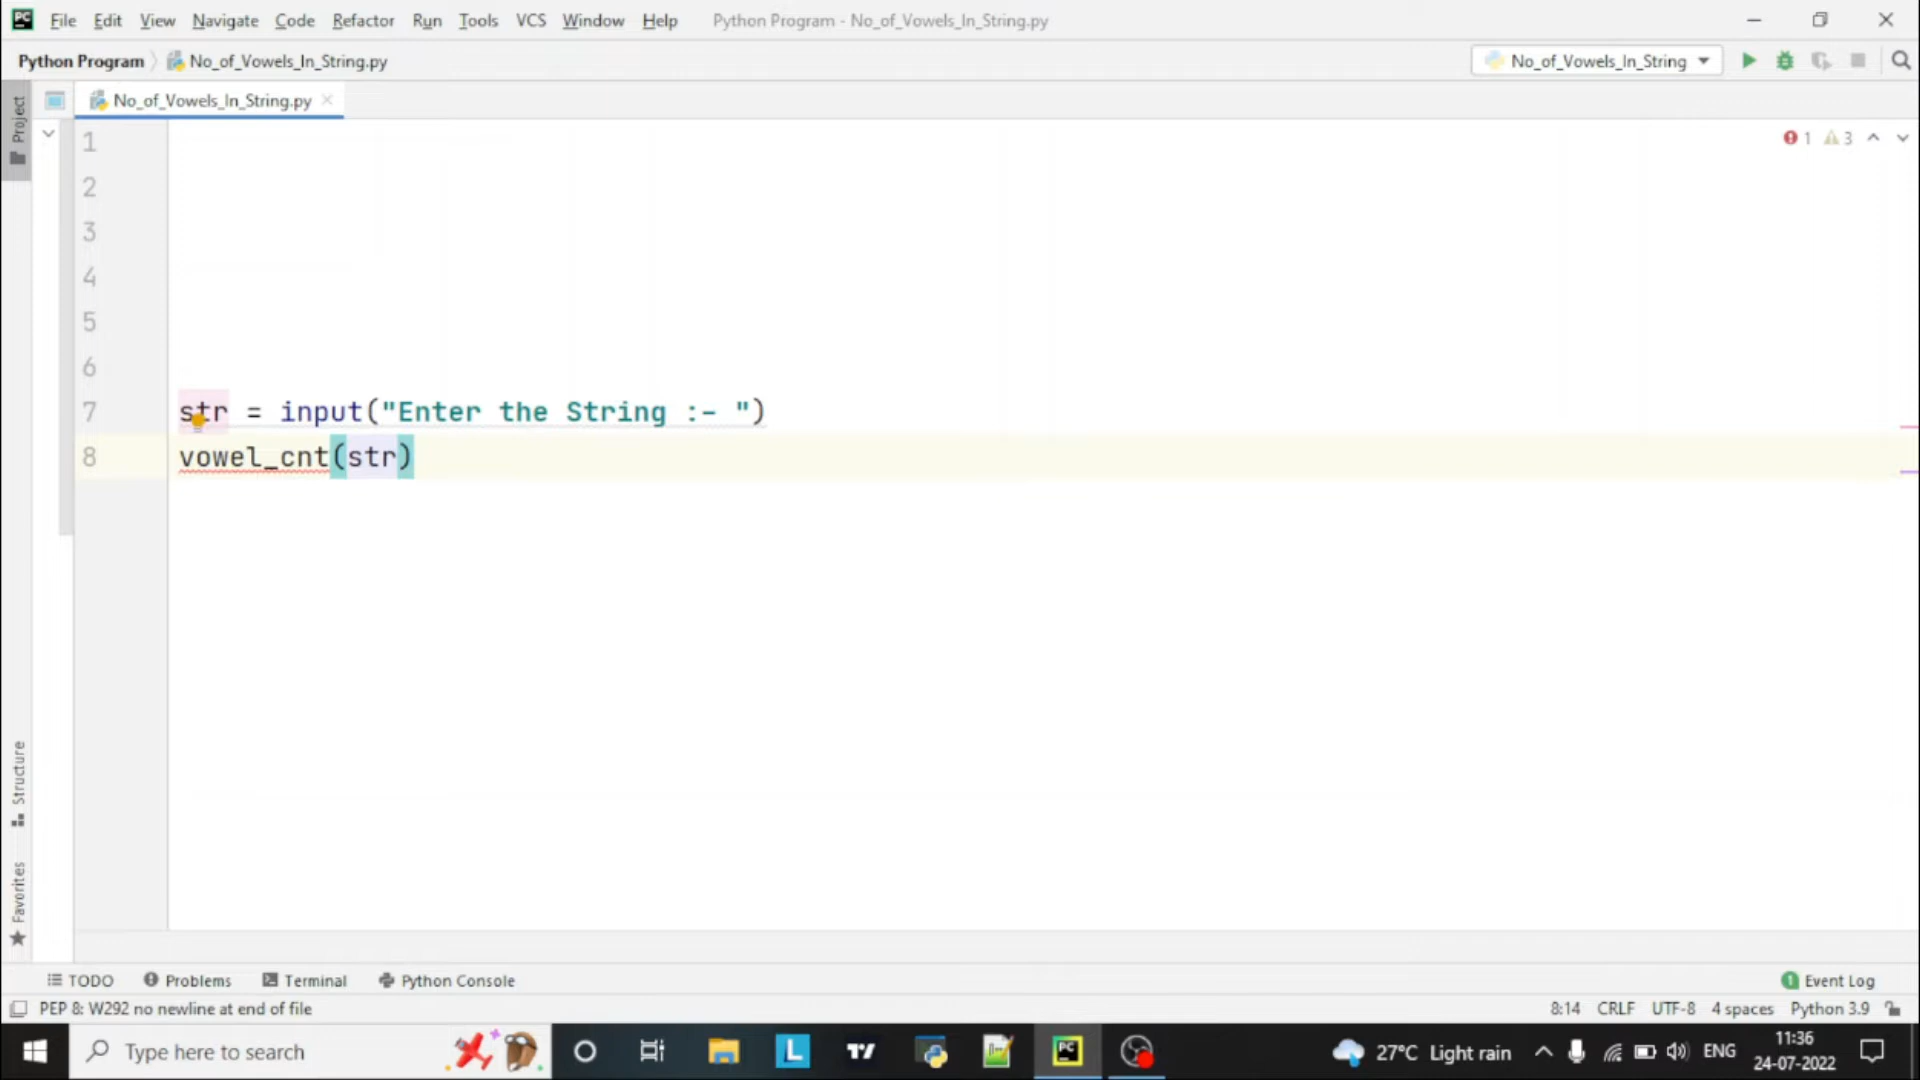 PC File Edit View Navigate Code Refactor Run Tools VCS Window Help Python Program - No_of_Vowels_In_String.py
Python Program No_of_Vowels_In_String.py No_of_Vowels_In_String
Project No_of_Vowels_In_String.py
1 1 3
2
3
4
5
6
7 str = input("Enter the String :- ")
8 vowel_cnt(str)
Structure
Favorites
TODO Problems Terminal Python Console 1 Event Log
PEP 8: W292 no newline at end of file 8:14 CRLF UTF-8 4 spaces Python 3.9
Type here to search L PC 27°C Light rain ENG 11:36
24-07-2022